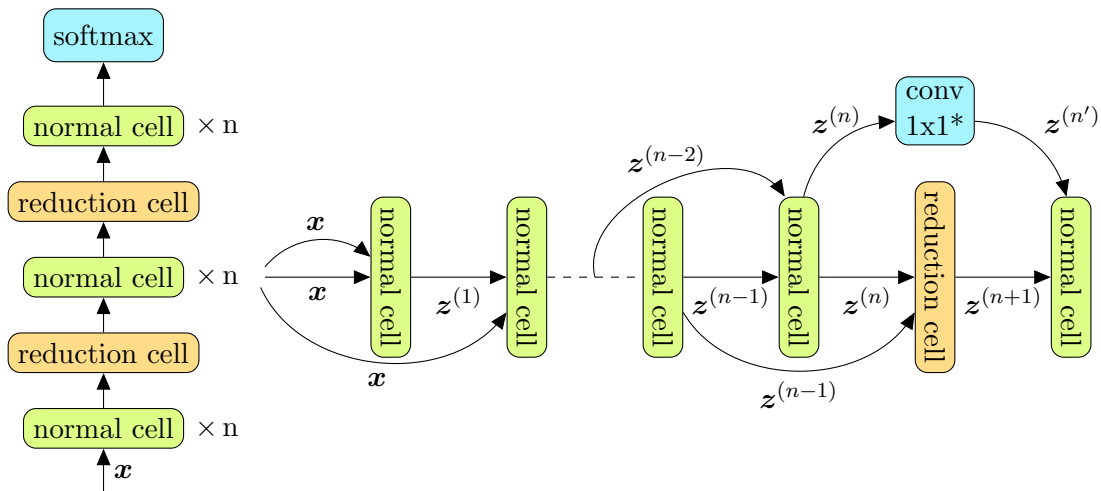 softmax
normal cell × n
reduction cell
normal cell × n
reduction cell
normal cell × n
x
x
x
x
normal cell
z^(1)
normal cell
z^(n−2)
normal cell
z^(n−1)
z^(n−1)
normal cell
z^(n)
z^(n)
conv
1x1*
z^(n′)
reduction cell
z^(n+1)
normal cell